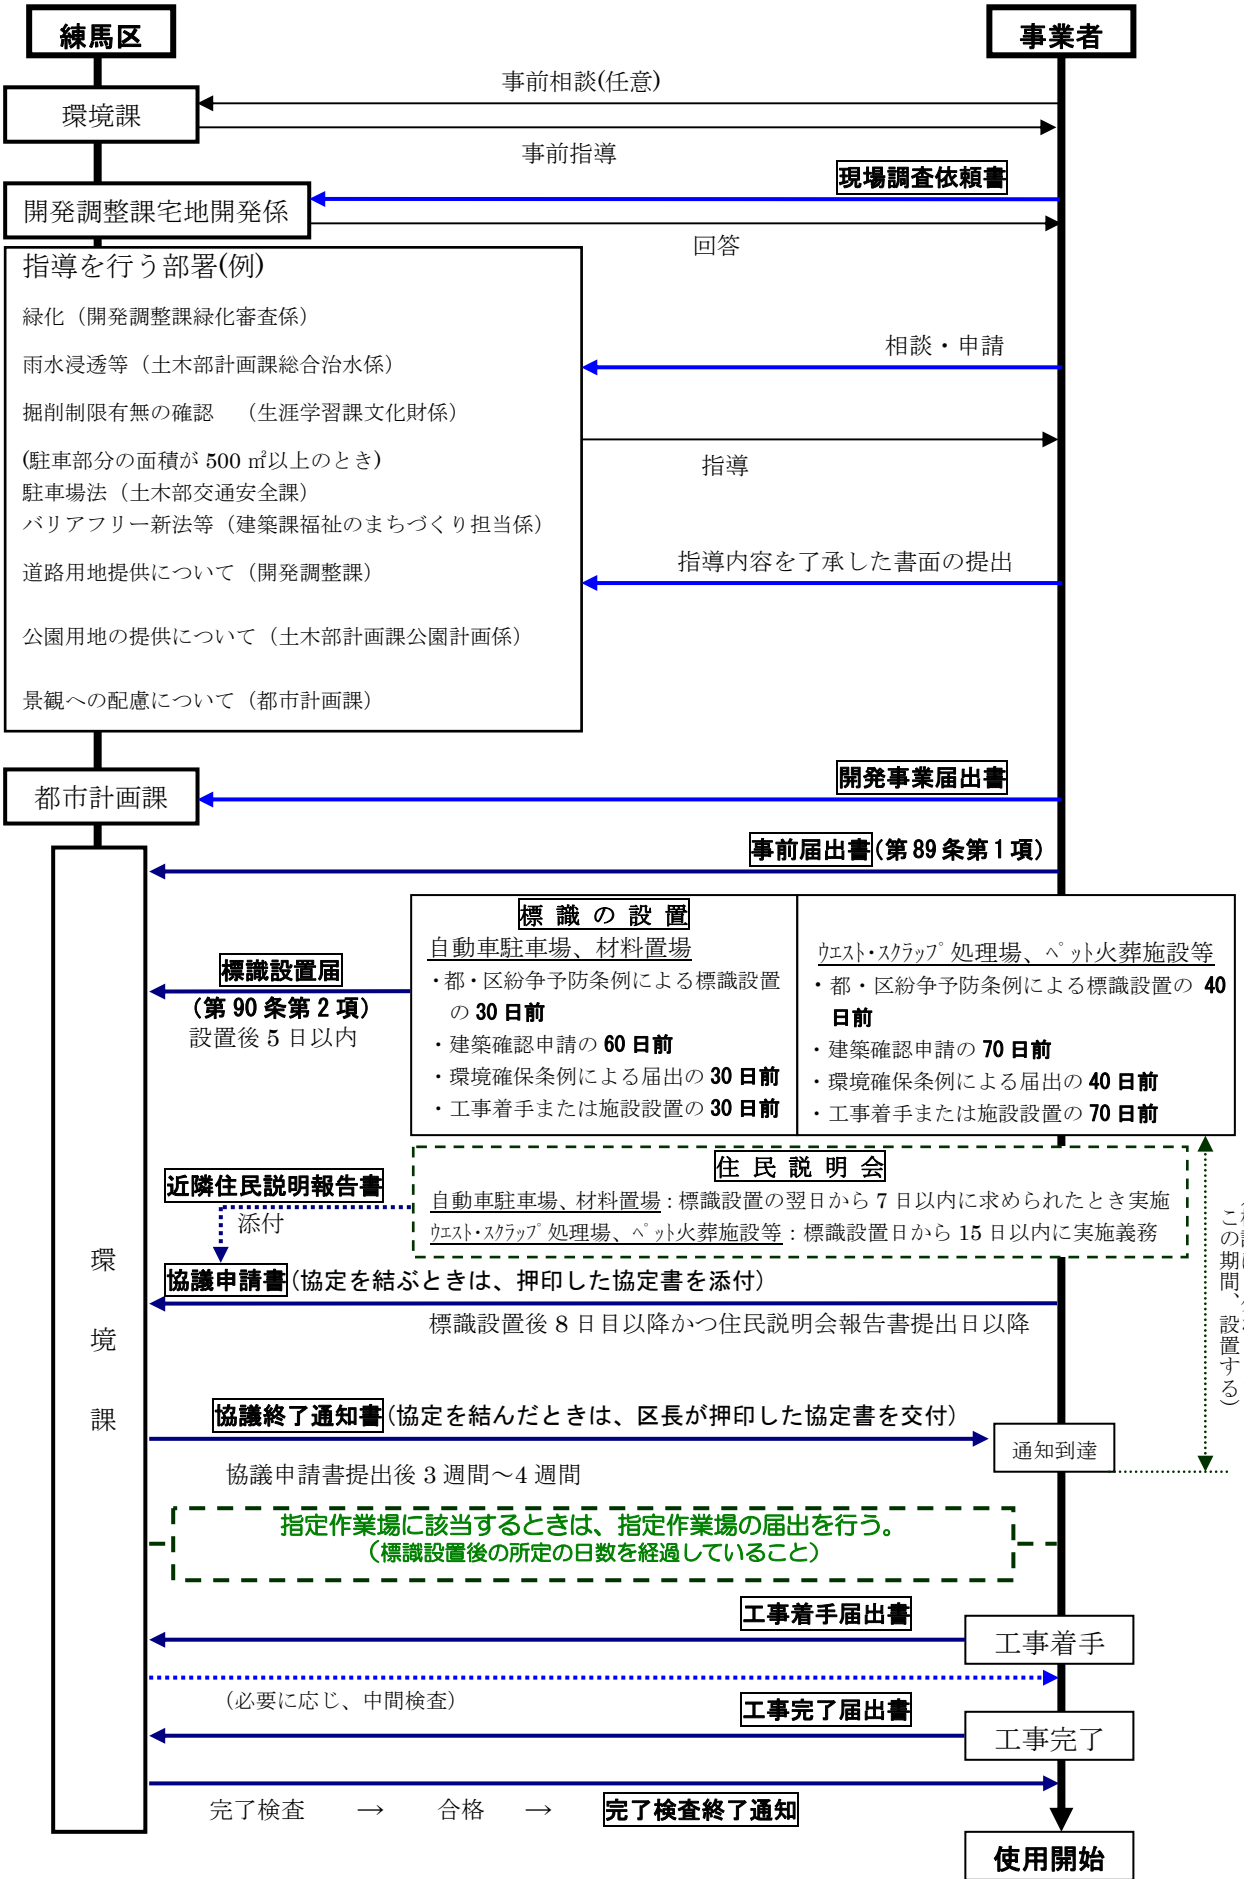 練馬区
事業者
事前相談(任意)
環境課
事前指導
現場調査依頼書
開発調整課宅地開発係
回答
指導を行う部署(例)
緑化（開発調整課緑化審査係）
相談・申請
雨水浸透等（土木部計画課総合治水係）
掘削制限有無の確認　（生涯学習課文化財係）
(駐車部分の面積が 500 ㎡以上のとき)
指導
駐車場法（土木部交通安全課）
バリアフリー新法等（建築課福祉のまちづくり担当係）
指導内容を了承した書面の提出
道路用地提供について（開発調整課）
公園用地の提供について（土木部計画課公園計画係）
景観への配慮について（都市計画課）
開発事業届出書
都市計画課
事前届出書(第 89 条第 1 項)
標 識 の 設 置
自動車駐車場、材料置場
・都・区紛争予防条例による標識設置
の 30 日前
・建築確認申請の 60 日前
・環境確保条例による届出の 30 日前
・工事着手または施設設置の 30 日前
ｳｴｽﾄ・ｽｸﾗｯﾌﾟ処理場、ﾍﾟｯﾄ火葬施設等
・都・区紛争予防条例による標識設置の 40
日前
・建築確認申請の 70 日前
・環境確保条例による届出の 40 日前
・工事着手または施設設置の 70 日前
標識設置届
(第 90 条第 2 項)
設置後 5 日以内
住 民 説 明 会
自動車駐車場、材料置場：標識設置の翌日から 7 日以内に求められたとき実施
ｳｴｽﾄ・ｽｸﾗｯﾌﾟ処理場、ﾍﾟｯﾄ火葬施設等：標識設置日から 15 日以内に実施義務
近隣住民説明報告書
添付
この期間、設置する）
環境課
協議申請書(協定を結ぶときは、押印した協定書を添付)
標識設置後 8 日目以降かつ住民説明会報告書提出日以降
協議終了通知書(協定を結んだときは、区長が押印した協定書を交付)
通知到達
協議申請書提出後 3 週間～4 週間
指定作業場に該当するときは、指定作業場の届出を行う。
（標識設置後の所定の日数を経過していること）
工事着手届出書
工事着手
（必要に応じ、中間検査）
工事完了届出書
工事完了
完了検査　→　合格　→　完了検査終了通知
使用開始